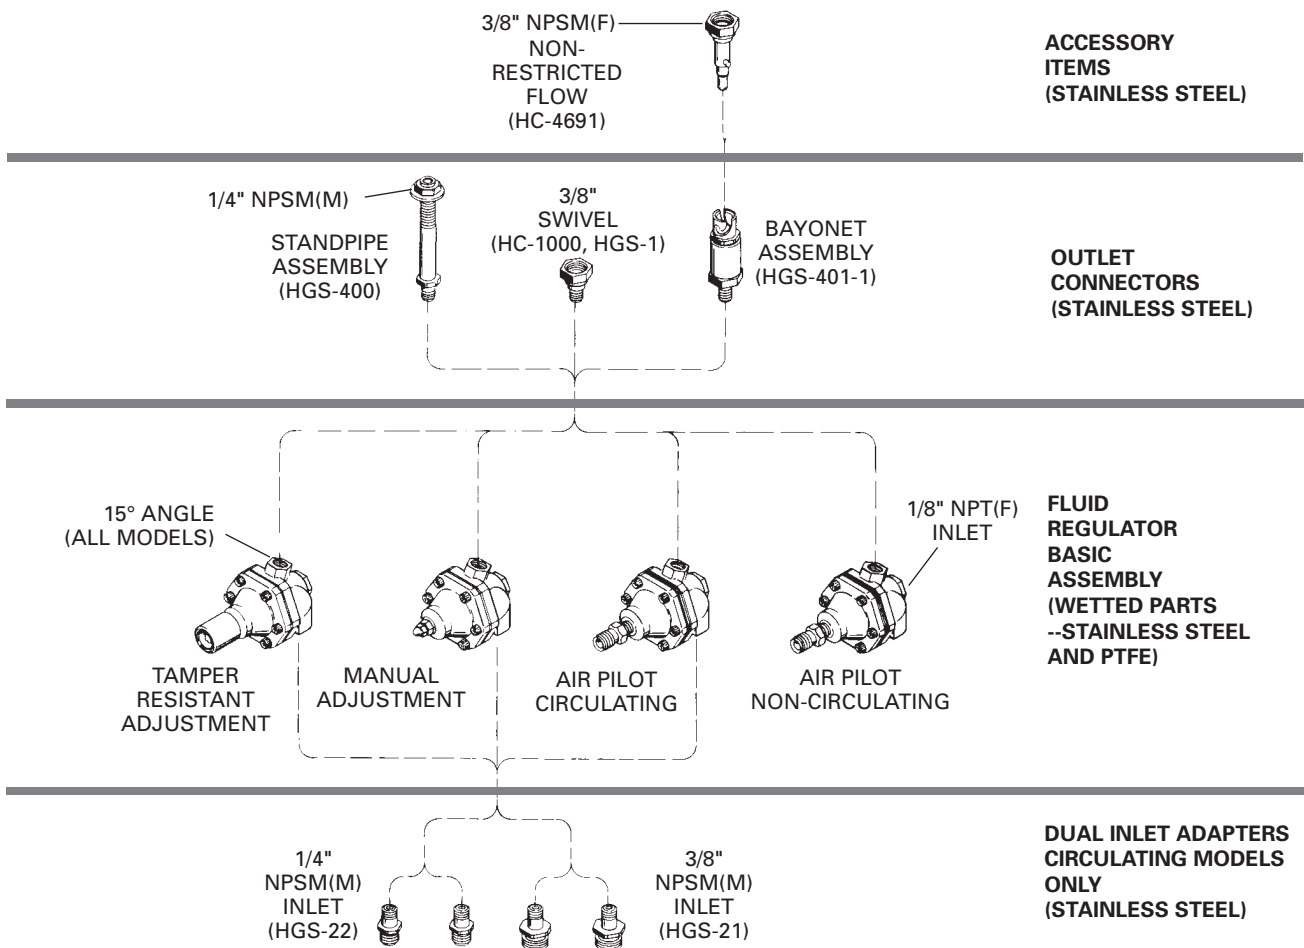 3/8" NPSM(F)
NON-
RESTRICTED
FLOW
(HC-4691)
ACCESSORY
ITEMS
(STAINLESS STEEL)
1/4" NPSM(M)
STANDPIPE
ASSEMBLY
(HGS-400)
3/8"
SWIVEL
(HC-1000, HGS-1)
BAYONET
ASSEMBLY
(HGS-401-1)
OUTLET
CONNECTORS
(STAINLESS STEEL)
15° ANGLE
(ALL MODELS)
1/8" NPT(F)
INLET
TAMPER
RESISTANT
ADJUSTMENT
MANUAL
ADJUSTMENT
AIR PILOT
CIRCULATING
AIR PILOT
NON-CIRCULATING
FLUID
REGULATOR
BASIC
ASSEMBLY
(WETTED PARTS
--STAINLESS STEEL
AND PTFE)
1/4"
NPSM(M)
INLET
(HGS-22)
3/8"
NPSM(M)
INLET
(HGS-21)
DUAL INLET ADAPTERS
CIRCULATING MODELS
ONLY
(STAINLESS STEEL)